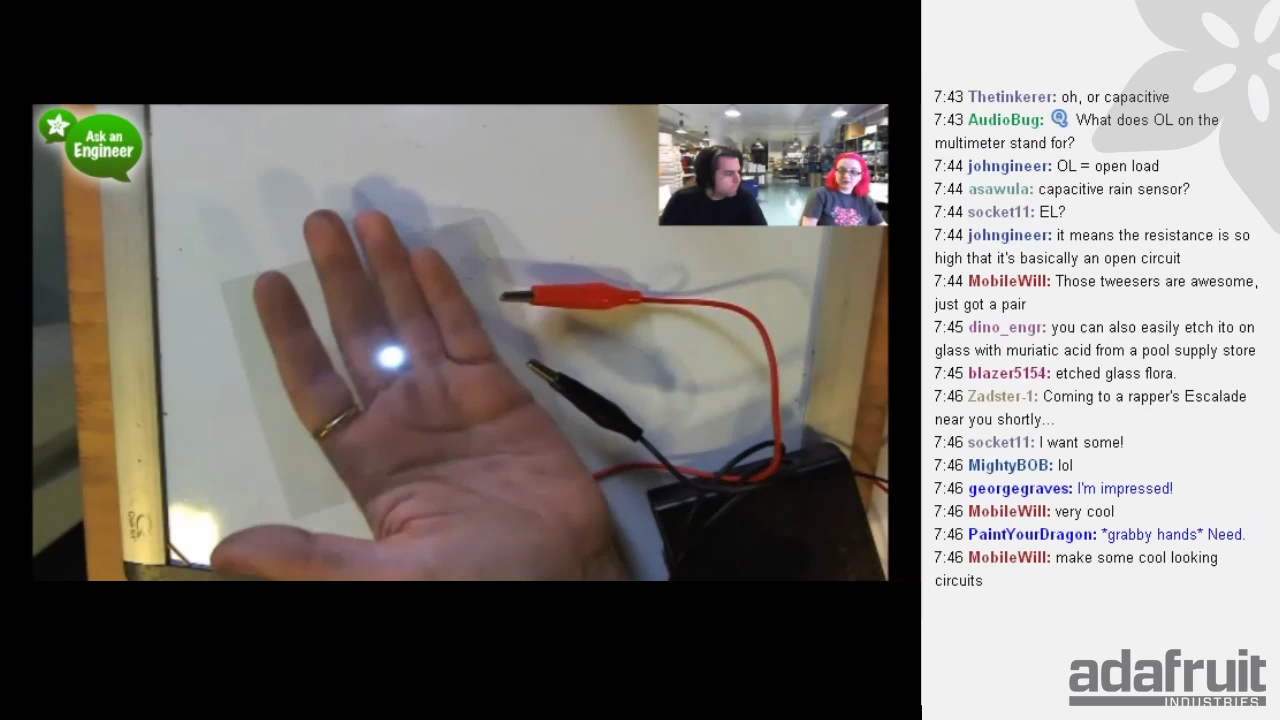 Ask an
Engineer
7:43 Thetinkerer: oh, or capacitive
7:43 AudioBug: What does OL on the
multimeter stand for?
7:44 johngineer: OL = open load
7:44 asawula: capacitive rain sensor?
7:44 socket11: EL?
7:44 johngineer: it means the resistance is so
high that it's basically an open circuit
7:44 MobileWill: Those tweesers are awesome,
just got a pair
7:45 dino_engr: you can also easily etch ito on
glass with muriatic acid from a pool supply store
7:45 blazer5154: etched glass flora.
7:46 Zadster-1: Coming to a rapper's Escalade
near you shortly...
7:46 socket11: I want some!
7:46 MightyBOB: lol
7:46 georgegraves: I'm impressed!
7:46 MobileWill: very cool
7:46 PaintYourDragon: *grabby hands* Need.
7:46 MobileWill: make some cool looking
circuits
adafruit
INDUSTRIES